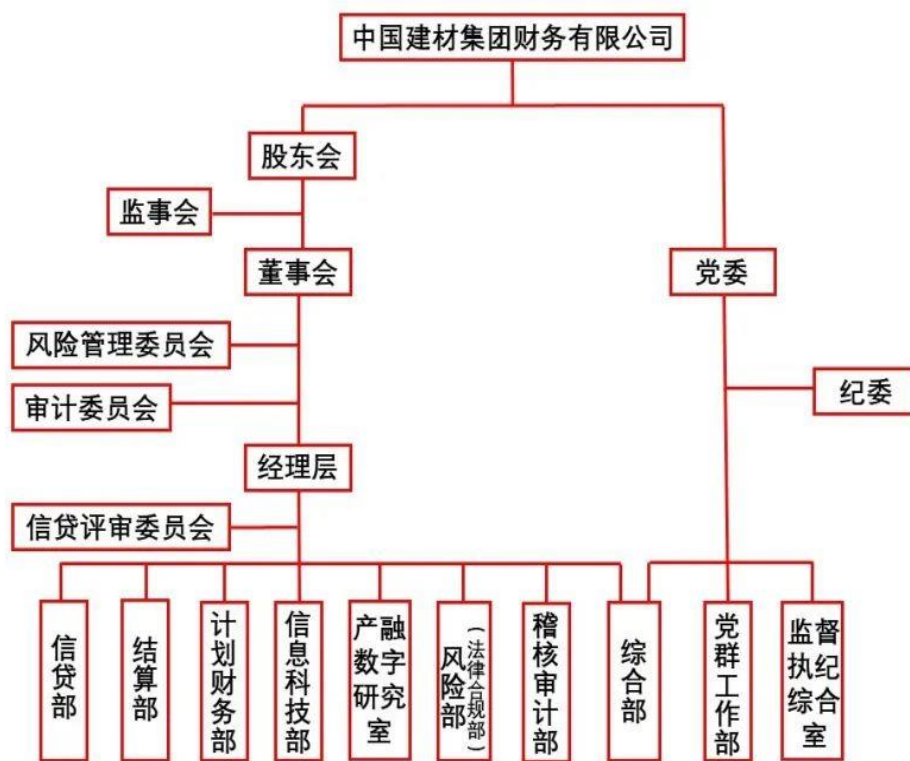 中国建材集团财务有限公司
股东会
监事会
董事会
党委
风险管理委员会
纪委
审计委员会
经理层
信贷评审委员会
信贷部
结算部
计划财务部
信息科技部
产融
数字
研究
室
风险部
(法律合规部)
稽核审计部
综合部
党群工作部
监督
执纪
综合
室